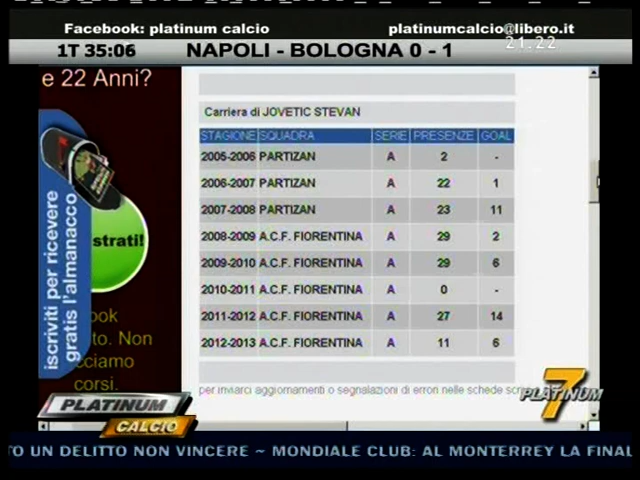 Facebook: platinum calcio platinumcalcio@libero.it
21.22
1T 35:06 NAPOLI - BOLOGNA 0 - 1
e 22 Anni?
iscriviti per ricevere
gratis l'almanacco
strati!
ook
to. Non
cciamo
corsi.
Carriera di JOVETIC STEVAN
STAGIONE SQUADRA SERIE PRESENZE GOAL
2005-2006 PARTIZAN A 2 -
2006-2007 PARTIZAN A 22 1
2007-2008 PARTIZAN A 23 11
2008-2009 A.C.F. FIORENTINA A 29 2
2009-2010 A.C.F. FIORENTINA A 29 6
2010-2011 A.C.F. FIORENTINA A 0 -
2011-2012 A.C.F. FIORENTINA A 27 14
2012-2013 A.C.F. FIORENTINA A 11 6
per inviarci aggiornamenti o segnalazioni di errori nelle schede
7
PLATINUM
PLATINUM
CALCIO
TO UN DELITTO NON VINCERE ~ MONDIALE CLUB: AL MONTERREY LA FINAL